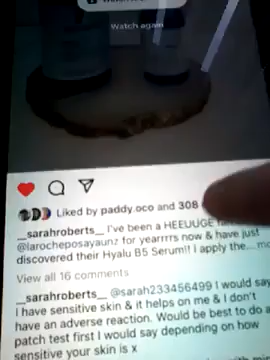 Watch again
Liked by paddy.oco and 308
__sarahroberts__ I've been a HEEUUGE
@larocheposayaunz for yearrrrs now & have just
discovered their Hyalu B5 Serum!! I apply the...
View all 16 comments
__sarahroberts__ @sarah233456499 I would say
I have sensitive skin & it helps on me & I don't
have an adverse reaction. Would be best to do a
patch test first I would say depending on how
sensitive your skin is x